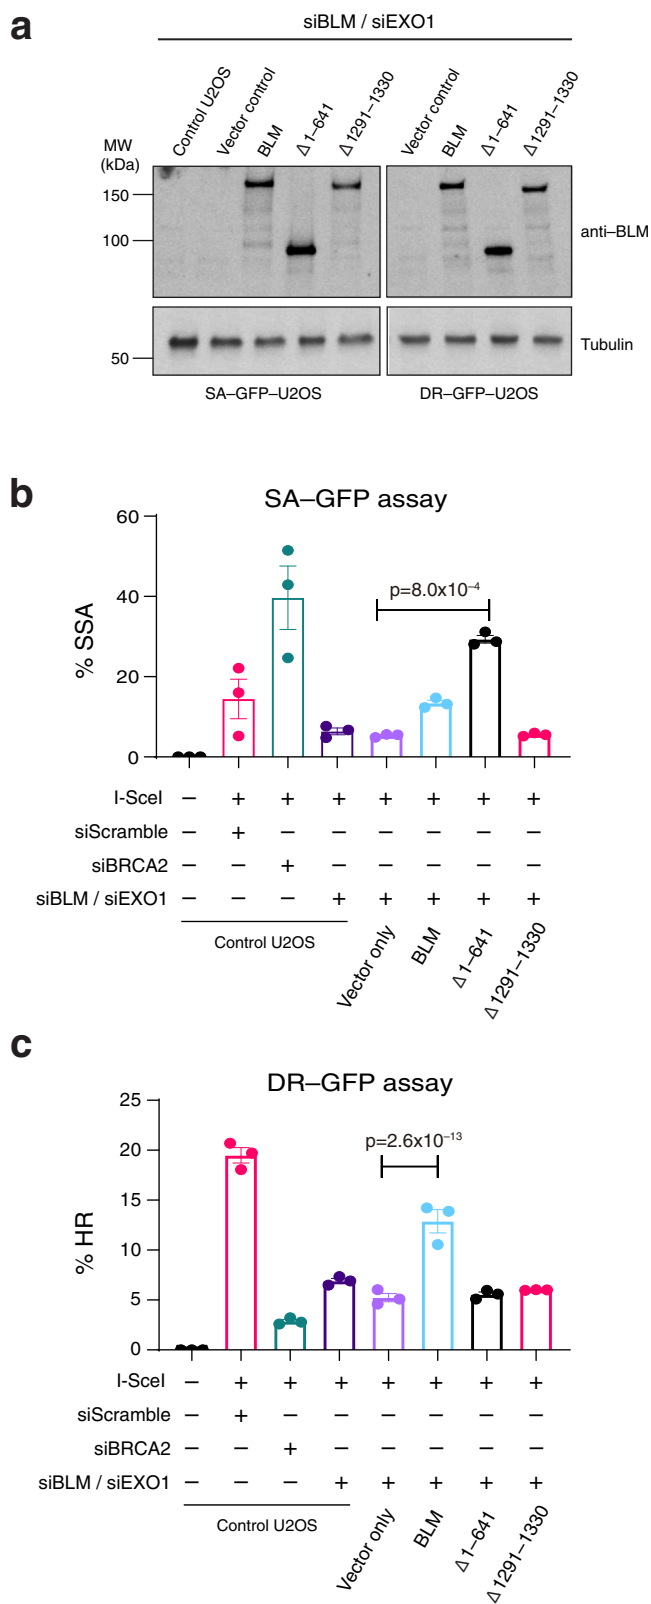 a
siBLM / siEXO1
Control U2OS
Vector control
BLM
Δ1–641
Δ1291–1330
Vector control
BLM
Δ1–641
Δ1291–1330
MW
(kDa)
150
100
anti–BLM
50
Tubulin
SA–GFP–U2OS
DR–GFP–U2OS
b
SA–GFP assay
% SSA
60
40
20
0
p=8.0x10⁻⁴
I-SceI – + + + + + + +
siScramble – + – – – – – –
siBRCA2 – – + – – – – –
siBLM / siEXO1 – – – + + + + +
Control U2OS
Vector only
BLM
Δ1–641
Δ1291–1330
c
DR–GFP assay
% HR
25
20
15
10
5
0
p=2.6x10⁻¹³
I-SceI – + + + + + + +
siScramble – + – – – – – –
siBRCA2 – – + – – – – –
siBLM / siEXO1 – – – + + + + +
Control U2OS
Vector only
BLM
Δ1–641
Δ1291–1330